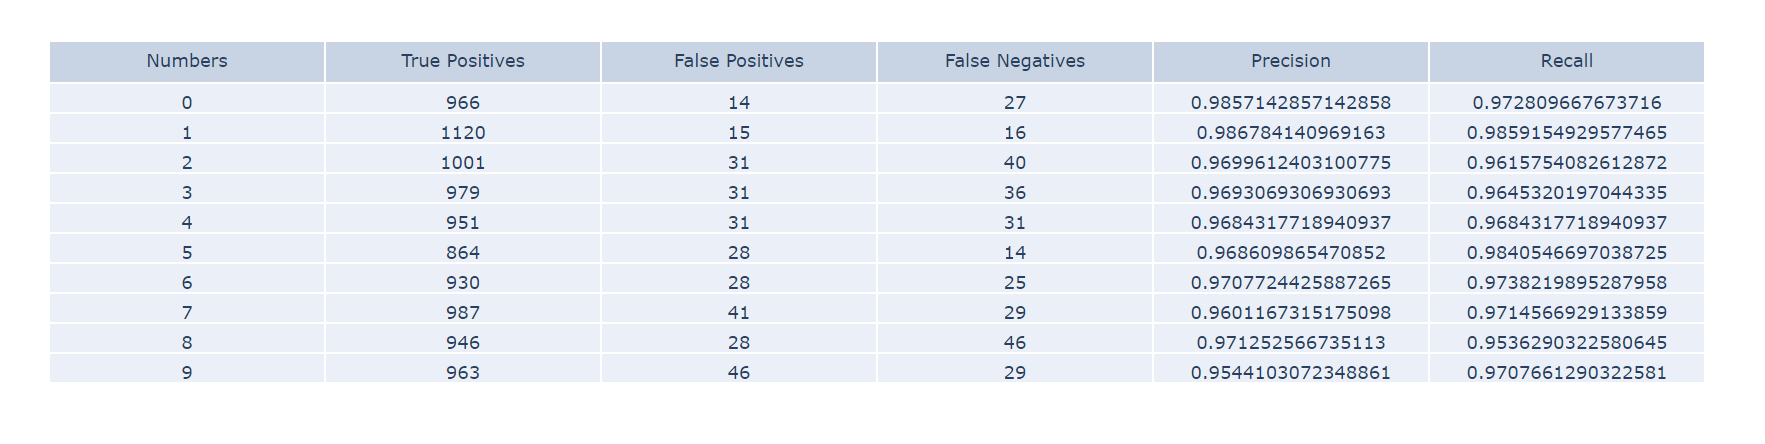 Numbers True Positives False Positives False Negatives Precision Recall
0 966 14 27 0.9857142857142858 0.972809667673716
1 1120 15 16 0.986784140969163 0.9859154929577465
2 1001 31 40 0.9699612403100775 0.9615754082612872
3 979 31 36 0.9693069306930693 0.9645320197044335
4 951 31 31 0.9684317718940937 0.9684317718940937
5 864 28 14 0.968609865470852 0.9840546697038725
6 930 28 25 0.9707724425887265 0.9738219895287958
7 987 41 29 0.9601167315175098 0.9714566929133859
8 946 28 46 0.971252566735113 0.9536290322580645
9 963 46 29 0.9544103072348861 0.9707661290322581